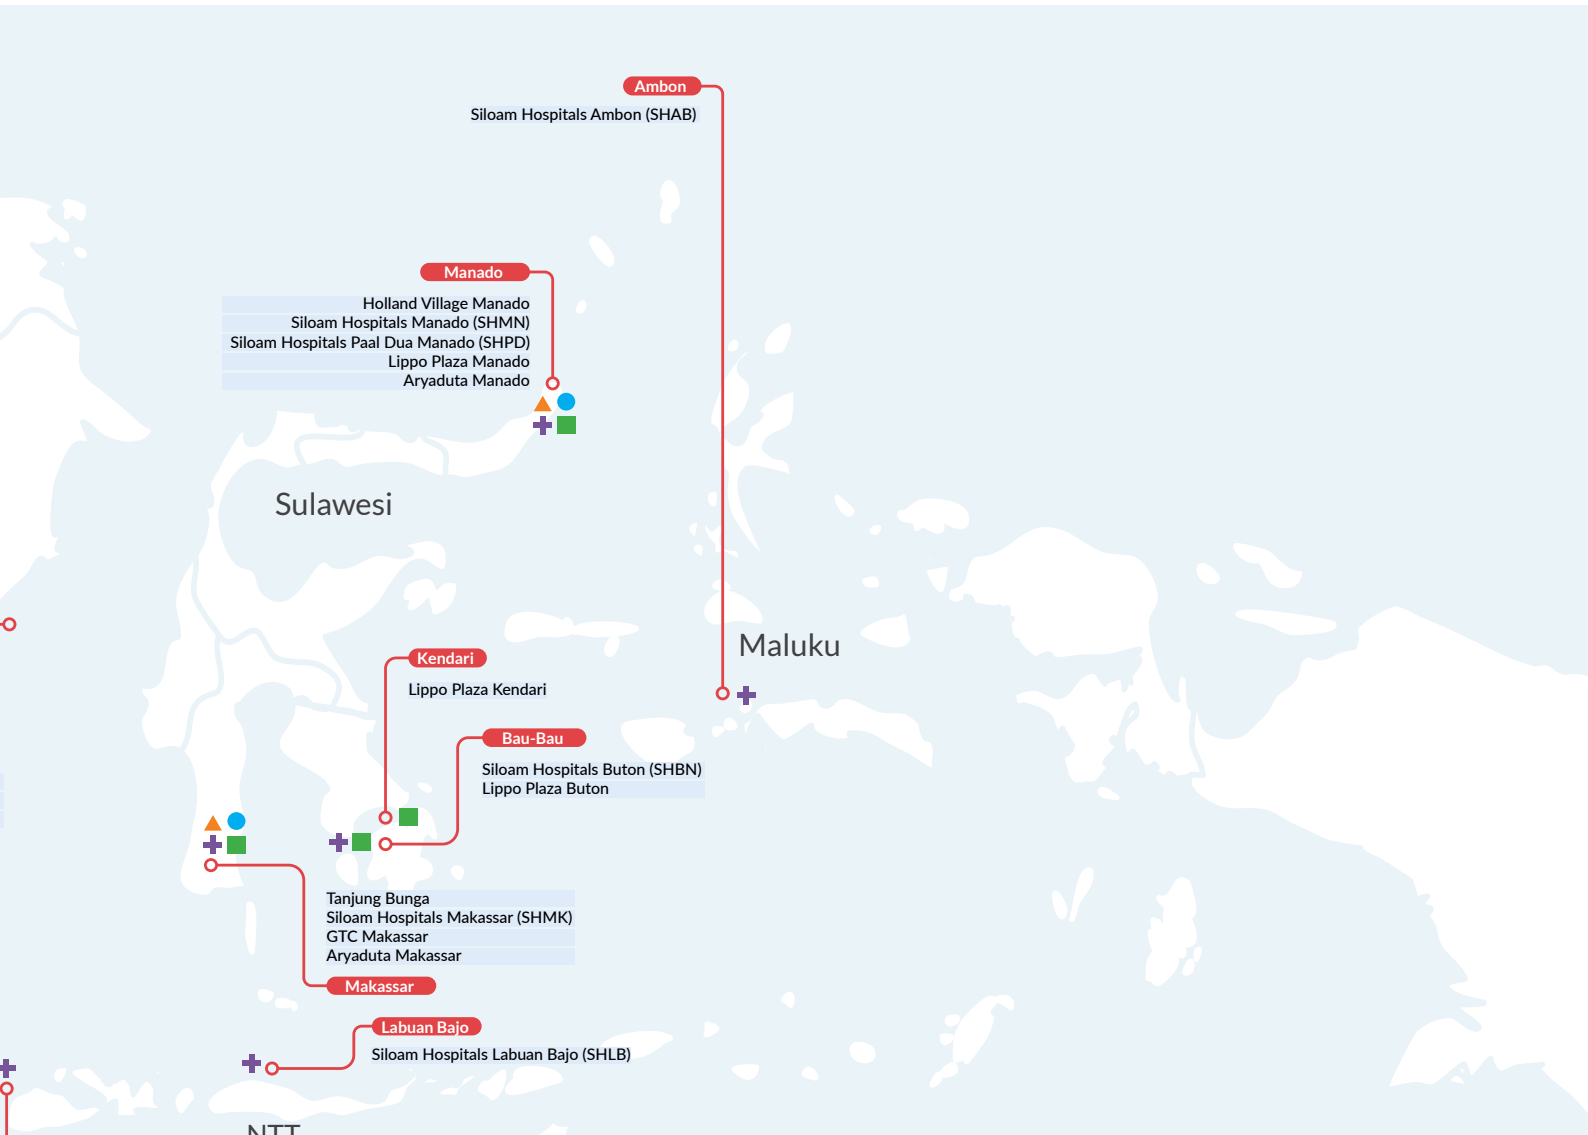 Ambon
Siloam Hospitals Ambon (SHAB)
Manado
Holland Village Manado
Siloam Hospitals Manado (SHMN)
Siloam Hospitals Paal Dua Manado (SHPD)
Lippo Plaza Manado
Aryaduta Manado
Sulawesi
Maluku
Kendari
Lippo Plaza Kendari
Bau-Bau
Siloam Hospitals Buton (SHBN)
Lippo Plaza Buton
Tanjung Bunga
Siloam Hospitals Makassar (SHMK)
GTC Makassar
Aryaduta Makassar
Makassar
Labuan Bajo
Siloam Hospitals Labuan Bajo (SHLB)
NTT